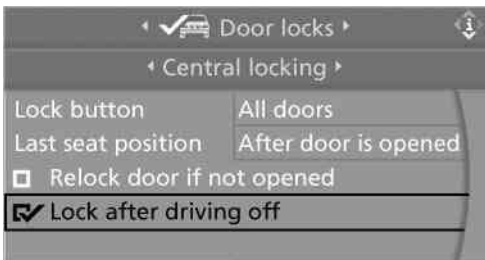 Door locks
Central locking
Lock button All doors
Last seat position After door is opened
Relock door if not opened
Lock after driving off